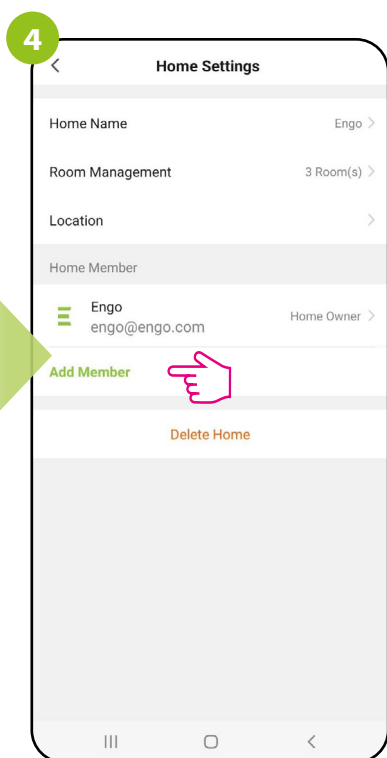 4
Home Settings
Home Name Engo
Room Management 3 Room(s)
Location
Home Member
Engo
engo@engo.com Home Owner
Add Member
Delete Home